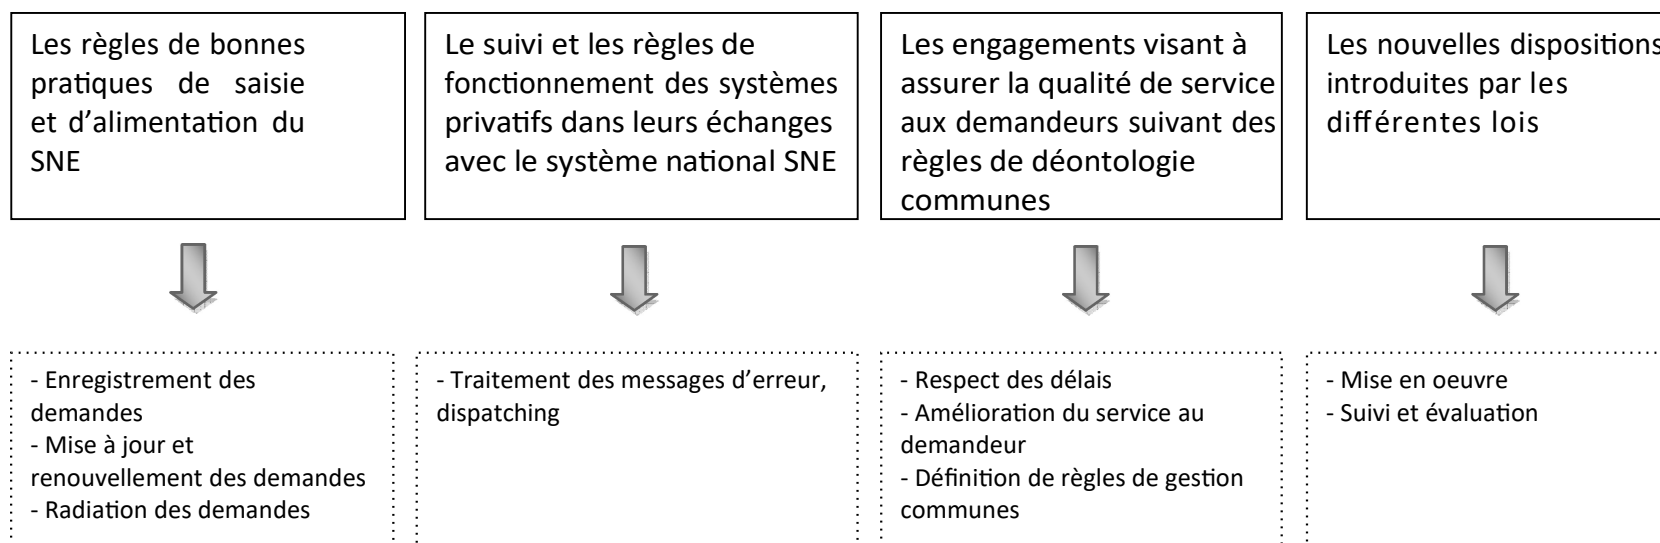 Les règles de bonnes
pratiques de saisie
et d’alimentation du
SNE
Le suivi et les règles de
fonctionnement des systèmes
privatifs dans leurs échanges
avec le système national SNE
Les engagements visant à
assurer la qualité de service
aux demandeurs suivant des
règles de déontologie
communes
Les nouvelles dispositions
introduites par les
différentes lois
- Enregistrement des
demandes
- Mise à jour et
renouvellement des demandes
- Radiation des demandes
- Traitement des messages d’erreur,
dispatching
- Respect des délais
- Amélioration du service au
demandeur
- Définition de règles de gestion
communes
- Mise en oeuvre
- Suivi et évaluation